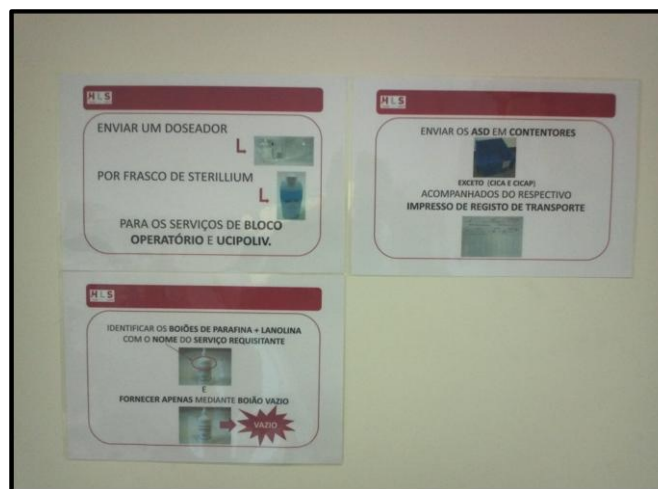 HLS
ENVIAR UM DOSEADOR
POR FRASCO DE STERILLIUM
PARA OS SERVIÇOS DE BLOCO
OPERATÓRIO E UCIPOLIV.
HLS
ENVIAR OS ASD EM CONTENTORES
EXCETO (CICA E CICAP)
ACOMPANHADOS DO RESPECTIVO
IMPRESSO DE REGISTO DE TRANSPORTE
HLS
IDENTIFICAR OS BOIÕES DE PARAFINA + LANOLINA
COM O NOME DO SERVIÇO REQUISITANTE
E
FORNECER APENAS MEDIANTE BOIÃO VAZIO
VAZIO